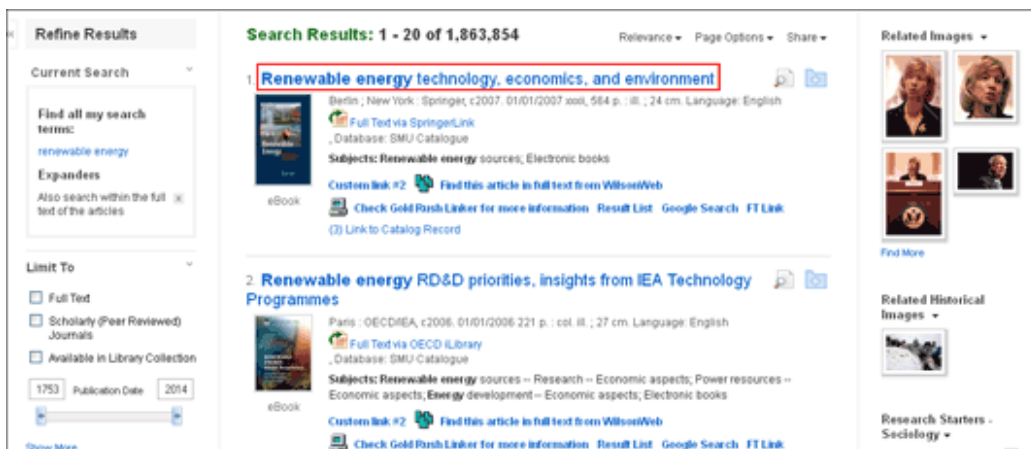 Refine Results
Current Search
Find all my search
terms:
renewable energy
Expanders
Also search within the full
text of the articles
Limit To
Full Text
Scholarly (Peer Reviewed)
Journals
Available in Library Collection
1753 Publication Date 2014
Show More
Search Results: 1 - 20 of 1,863,854
Relevance Page Options Share
1. Renewable energy technology, economics, and environment
Berlin ; New York : Springer, c2007. 01/01/2007 xxxii, 564 p. : ill. ; 24 cm. Language: English
Full Text via SpringerLink
, Database: SMU Catalogue
Subjects: Renewable energy sources; Electronic books
Custom link #2 Find this article in full text from WilsonWeb
eBook
Check Gold Rush Linker for more information Result List Google Search FT Link
(3) Link to Catalog Record
2. Renewable energy RD&D priorities, insights from IEA Technology
Programmes
Paris : OECD/IEA, c2006. 01/01/2006 221 p. : col. ill. ; 27 cm. Language: English
Full Text via OECD iLibrary
, Database: SMU Catalogue
Subjects: Renewable energy sources -- Research -- Economic aspects; Power resources --
Economic aspects; Energy development -- Economic aspects; Electronic books
eBook
Custom link #2 Find this article in full text from WilsonWeb
Check Gold Rush Linker for more information Result List Google Search FT Link
Related Images
Find More
Related Historical
Images
Research Starters -
Sociology